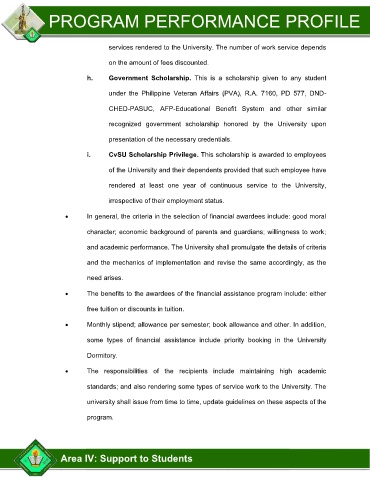 PROGRAM PERFORMANCE PROFILE
services rendered to the University. The number of work service depends
on the amount of fees discounted.
h. Government Scholarship. This is a scholarship given to any student
under the Philippine Veteran Affairs (PVA), R.A. 7160, PD 577, DND-
CHED-PASUC, AFP-Educational Benefit System and other similar
recognized government scholarship honored by the University upon
presentation of the necessary credentials.
i. CvSU Scholarship Privilege. This scholarship is awarded to employees
of the University and their dependents provided that such employee have
rendered at least one year of continuous service to the University,
irrespective of their employment status.
• In general, the criteria in the selection of financial awardees include: good moral
character; economic background of parents and guardians; willingness to work;
and academic performance. The University shall promulgate the details of criteria
and the mechanics of implementation and revise the same accordingly, as the
need arises.
• The benefits to the awardees of the financial assistance program include: either
free tuition or discounts in tuition.
• Monthly stipend; allowance per semester; book allowance and other. In addition,
some types of financial assistance include priority booking in the University
Dormitory.
• The responsibilities of the recipients include maintaining high academic
standards; and also rendering some types of service work to the University. The
university shall issue from time to time, update guidelines on these aspects of the
program.
Area IV: Support to Students